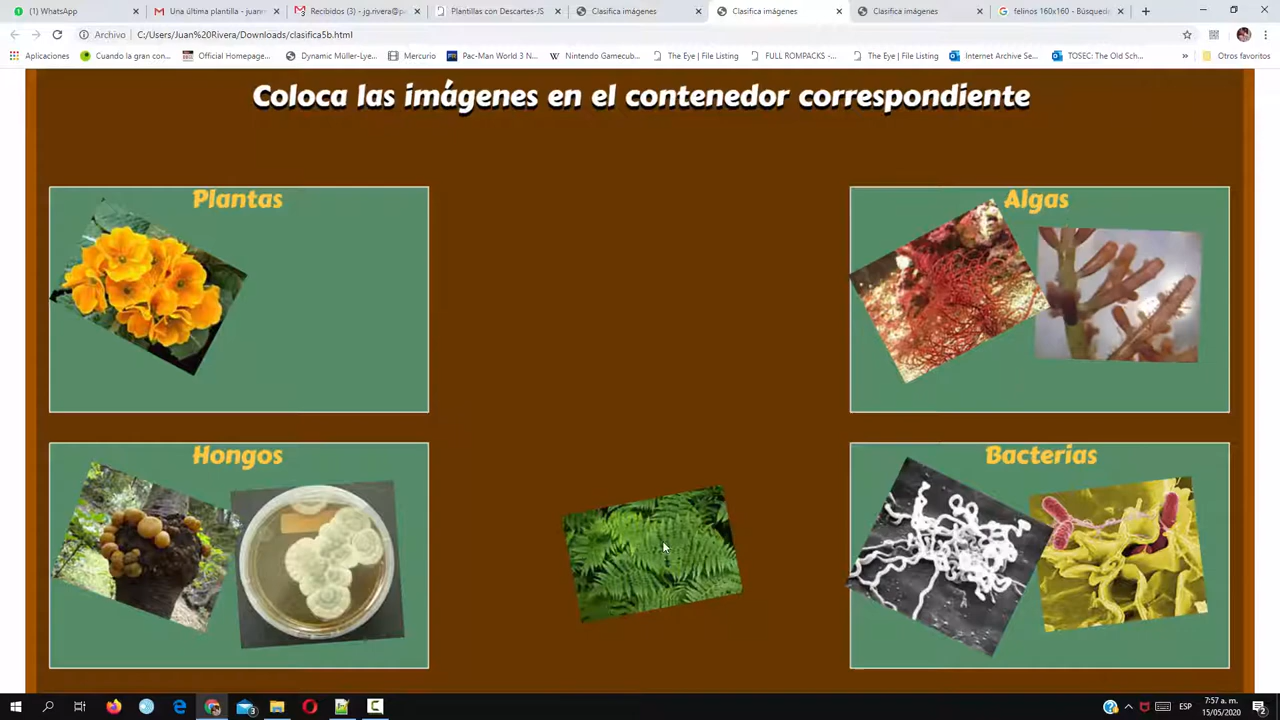 WhatsApp
Una última plantilla - juann
Recibidos (3) - jg.rivera@p
Plantillas con Descartes-JS
Clasifica imágenes
Clasifica imágenes
Clasifica imágenes
felinos 160x160 - Búsqued
Archivo C:/Users/Juan%20Rivera/Downloads/clasifica5b.html
Aplicaciones
Cuando la gran con...
Official Homepage...
Dynamic Müller-Lye...
Mercurio
Pac-Man World 3 N...
Nintendo Gamecub...
The Eye | File Listing
FULL ROMPACKS -...
The Eye | File Listing
Internet Archive Se...
TOSEC: The Old Sch...
»
Otros favoritos
Coloca las imágenes en el contenedor correspondiente
Plantas
Algas
Hongos
Bacterias
3
ESP
7:57 a. m.
15/05/2020
2